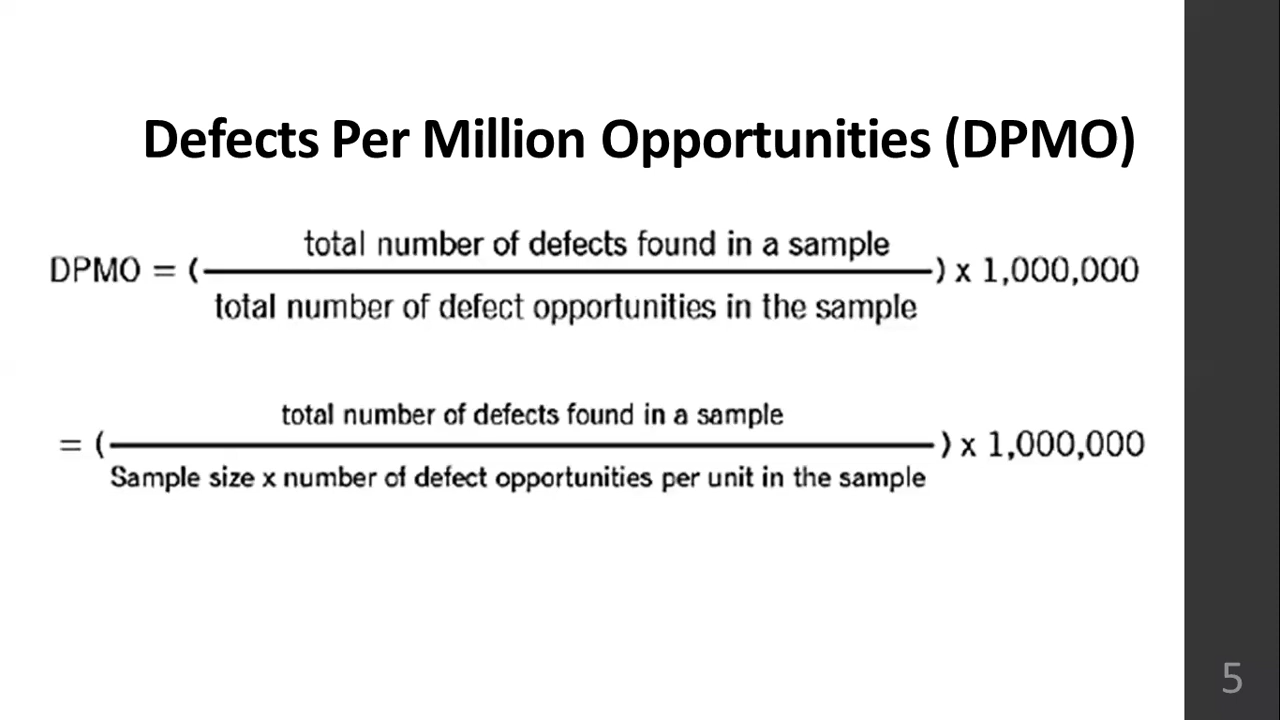 Defects Per Million Opportunities (DPMO)
total number of defects found in a sample
DPMO = (
) x 1,000,000
total number of defect opportunities in the sample
total number of defects found in a sample
= (
) x 1,000,000
Sample size x number of defect opportunities per unit in the sample
5